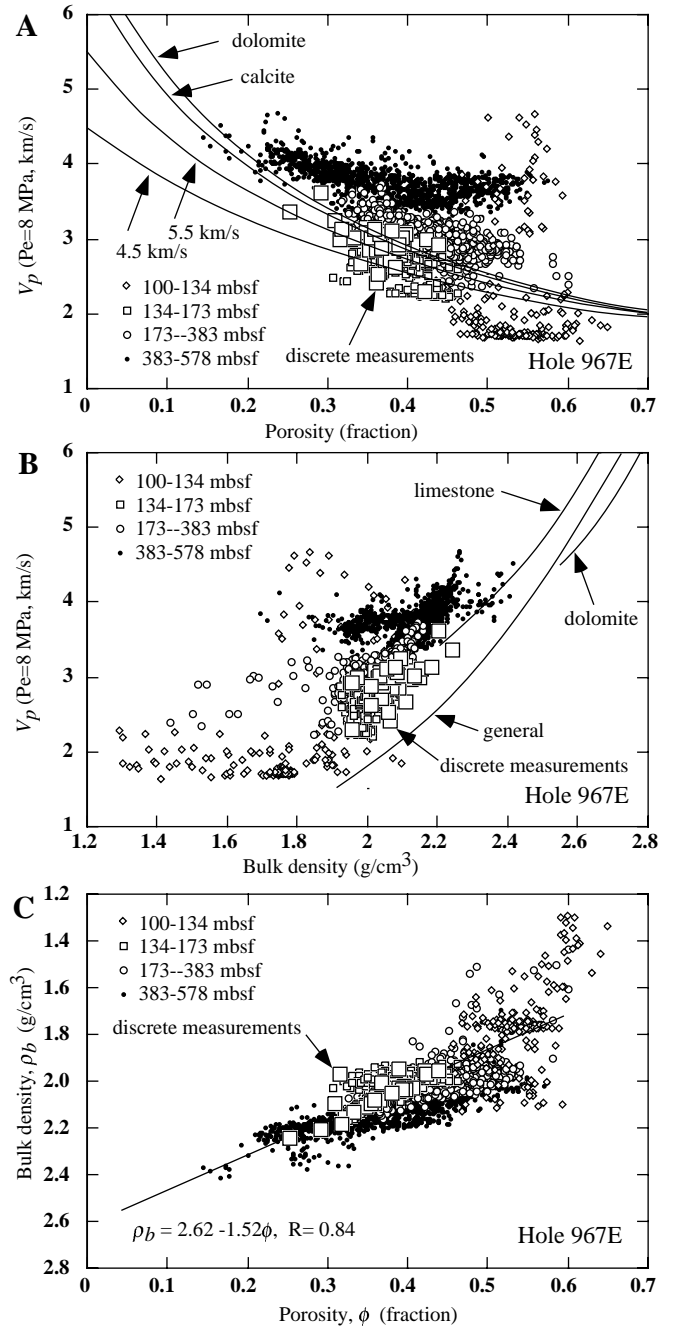 A
6
5
4
3
2
1
V_p (Pe=8 MPa, km/s)
dolomite
calcite
5.5 km/s
4.5 km/s
100-134 mbsf
134-173 mbsf
173--383 mbsf
383-578 mbsf
discrete measurements
Hole 967E
0 0.1 0.2 0.3 0.4 0.5 0.6 0.7
Porosity (fraction)
B
6
5
4
3
2
1
V_p (Pe=8 MPa, km/s)
100-134 mbsf
134-173 mbsf
173--383 mbsf
383-578 mbsf
limestone
dolomite
general
discrete measurements
Hole 967E
1.2 1.4 1.6 1.8 2 2.2 2.4 2.6 2.8
Bulk density (g/cm³)
C
1.2
1.4
1.6
1.8
2.0
2.2
2.4
2.6
2.8
Bulk density, ρ_b (g/cm³)
100-134 mbsf
134-173 mbsf
173--383 mbsf
383-578 mbsf
discrete measurements
ρ_b = 2.62 -1.52ϕ, R= 0.84
Hole 967E
0 0.1 0.2 0.3 0.4 0.5 0.6 0.7
Porosity, ϕ (fraction)